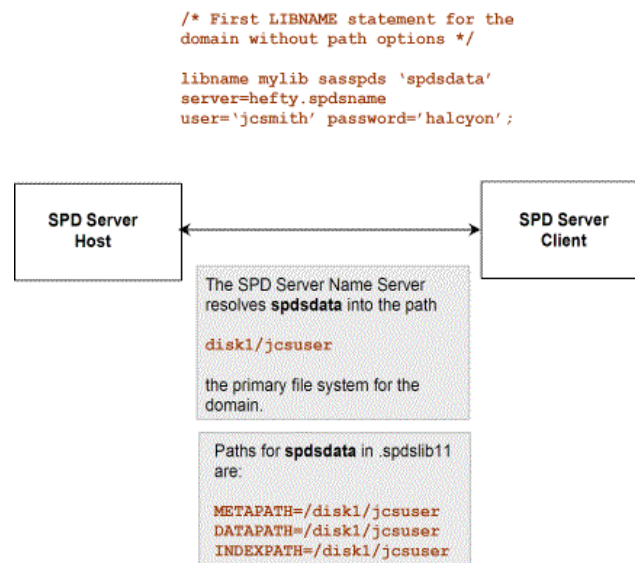 /* First LIBNAME statement for the
domain without path options */
libname mylib sasspds ‘spdsdata’
server=hefty.spdsname
user=‘jcsmith’ password=’halcyon’;
SPD Server
Host
SPD Server
Client
The SPD Server Name Server
resolves spdsdata into the path
disk1/jcsuser
the primary file system for the
domain.
Paths for spdsdata in .spdslib11
are:
METAPATH=/disk1/jcsuser
DATAPATH=/disk1/jcsuser
INDEXPATH=/disk1/jcsuser